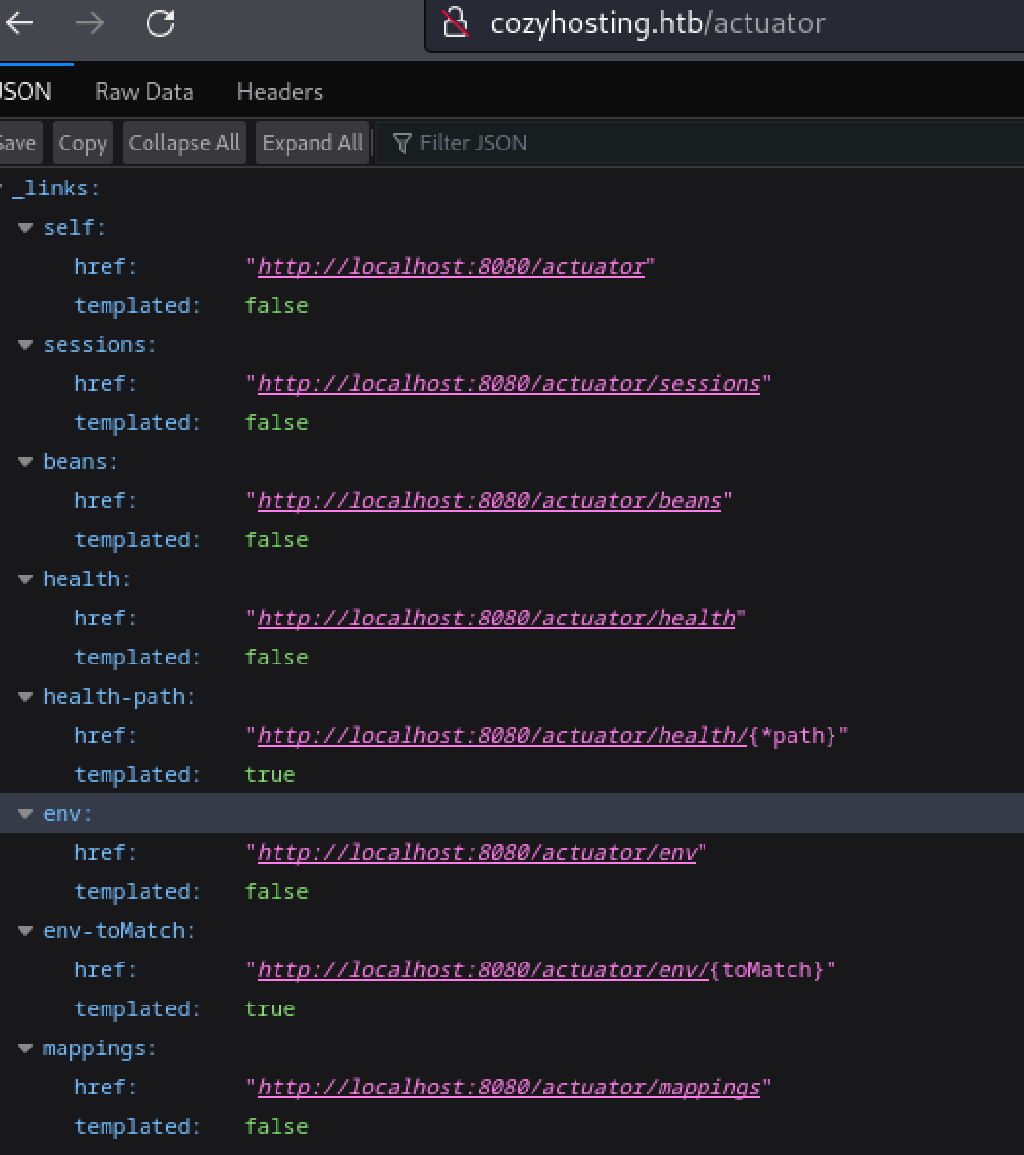 cozyhosting.htb/actuator
JSON Raw Data Headers
Save Copy Collapse All Expand All Filter JSON
_links:
self:
href: "http://localhost:8080/actuator"
templated: false
sessions:
href: "http://localhost:8080/actuator/sessions"
templated: false
beans:
href: "http://localhost:8080/actuator/beans"
templated: false
health:
href: "http://localhost:8080/actuator/health"
templated: false
health-path:
href: "http://localhost:8080/actuator/health/{*path}"
templated: true
env:
href: "http://localhost:8080/actuator/env"
templated: false
env-toMatch:
href: "http://localhost:8080/actuator/env/{toMatch}"
templated: true
mappings:
href: "http://localhost:8080/actuator/mappings"
templated: false